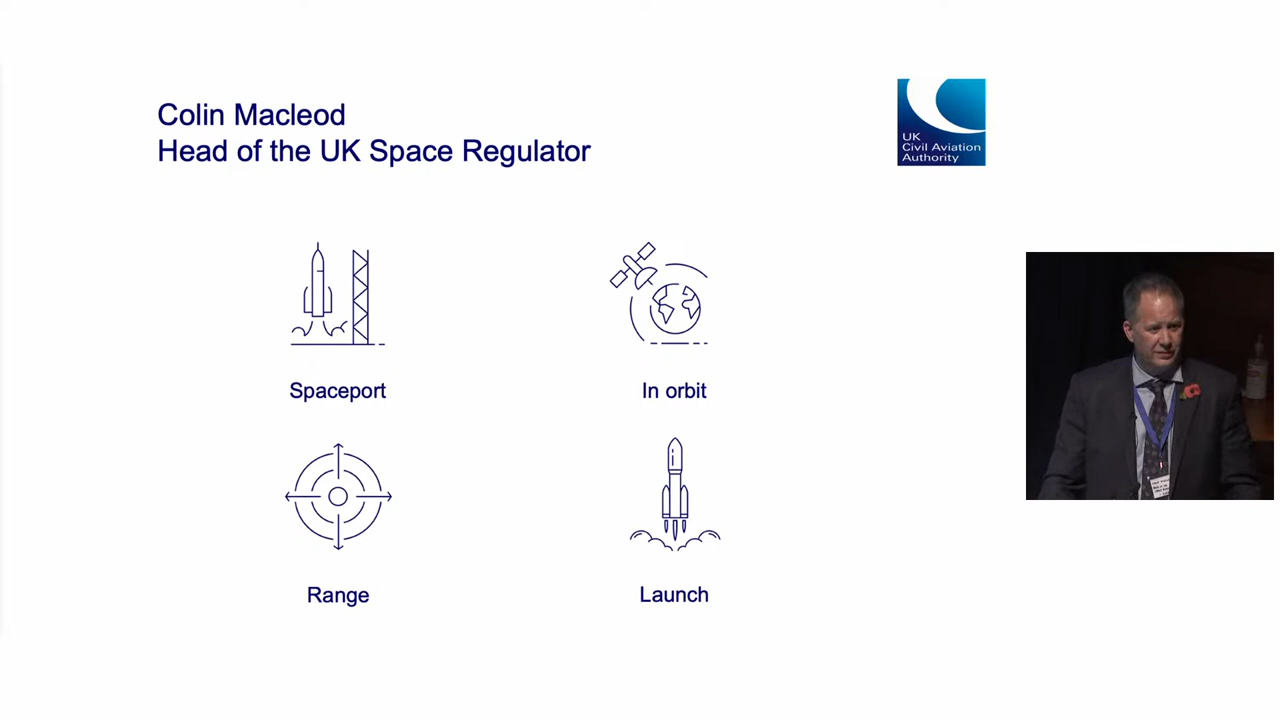 Colin Macleod
Head of the UK Space Regulator
UK
Civil Aviation
Authority
Spaceport
In orbit
Range
Launch